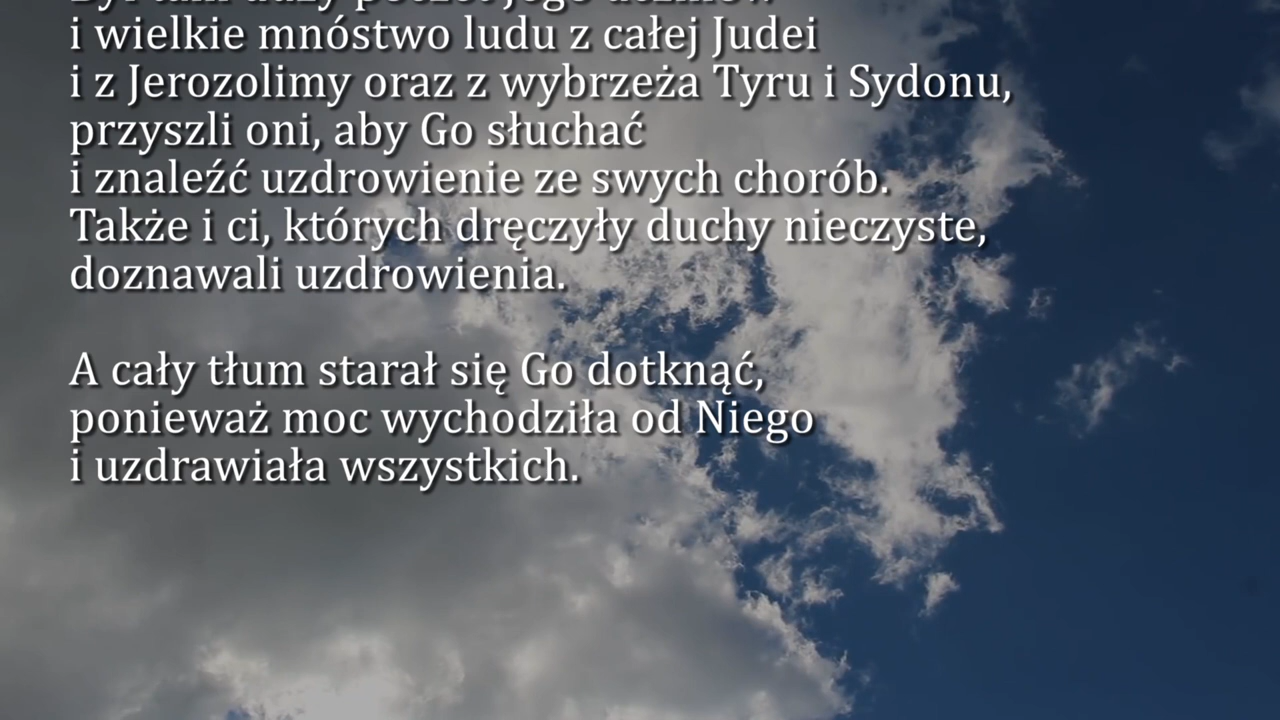 i wielkie mnóstwo ludu z całej Judei
i z Jerozolimy oraz z wybrzeża Tyru i Sydonu,
przyszli oni, aby Go słuchać
i znaleźć uzdrowienie ze swych chorób.
Także i ci, których dręczyły duchy nieczyste,
doznawali uzdrowienia.
A cały tłum starał się Go dotknąć,
ponieważ moc wychodziła od Niego
i uzdrawiała wszystkich.